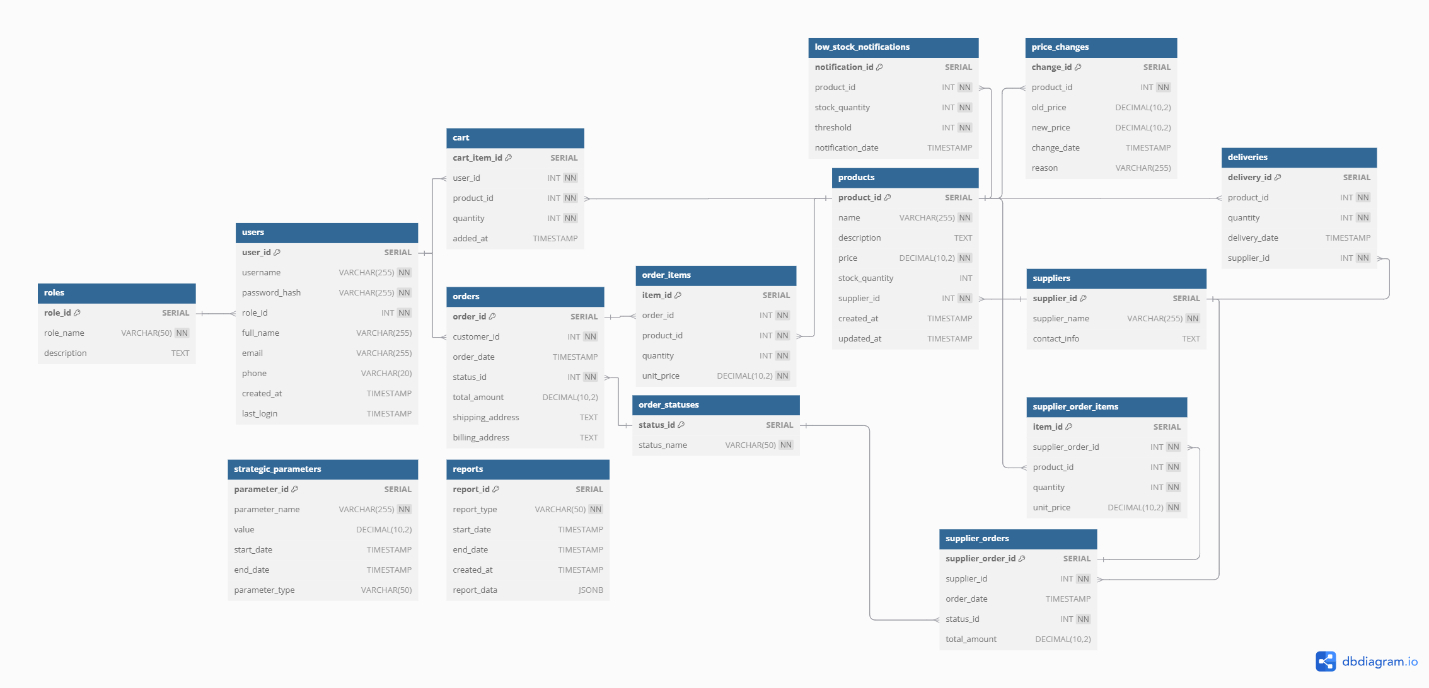 low_stock_notifications
notification_id SERIAL
product_id INT NN
stock_quantity INT NN
threshold INT NN
notification_date TIMESTAMP
price_changes
change_id SERIAL
product_id INT NN
old_price DECIMAL(10,2)
new_price DECIMAL(10,2)
change_date TIMESTAMP
reason VARCHAR(255)
cart
cart_item_id SERIAL
user_id INT NN
product_id INT NN
quantity INT NN
added_at TIMESTAMP
deliveries
delivery_id SERIAL
product_id INT NN
quantity INT NN
delivery_date TIMESTAMP
supplier_id INT NN
products
product_id SERIAL
name VARCHAR(255) NN
description TEXT
price DECIMAL(10,2) NN
stock_quantity INT
supplier_id INT NN
created_at TIMESTAMP
updated_at TIMESTAMP
users
user_id SERIAL
username VARCHAR(255) NN
password_hash VARCHAR(255) NN
role_id INT NN
full_name VARCHAR(255)
email VARCHAR(255)
phone VARCHAR(20)
created_at TIMESTAMP
last_login TIMESTAMP
roles
role_id SERIAL
role_name VARCHAR(50) NN
description TEXT
orders
order_id SERIAL
customer_id INT NN
order_date TIMESTAMP
status_id INT NN
total_amount DECIMAL(10,2)
shipping_address TEXT
billing_address TEXT
order_items
item_id SERIAL
order_id INT NN
product_id INT NN
quantity INT NN
unit_price DECIMAL(10,2) NN
suppliers
supplier_id SERIAL
supplier_name VARCHAR(255) NN
contact_info TEXT
order_statuses
status_id SERIAL
status_name VARCHAR(50) NN
supplier_order_items
item_id SERIAL
supplier_order_id INT NN
product_id INT NN
quantity INT NN
unit_price DECIMAL(10,2) NN
strategic_parameters
parameter_id SERIAL
parameter_name VARCHAR(255) NN
value DECIMAL(10,2)
start_date TIMESTAMP
end_date TIMESTAMP
parameter_type VARCHAR(50)
reports
report_id SERIAL
report_type VARCHAR(50) NN
start_date TIMESTAMP
end_date TIMESTAMP
created_at TIMESTAMP
report_data JSONB
supplier_orders
supplier_order_id SERIAL
supplier_id INT NN
order_date TIMESTAMP
status_id INT NN
total_amount DECIMAL(10,2)
dbdiagram.io